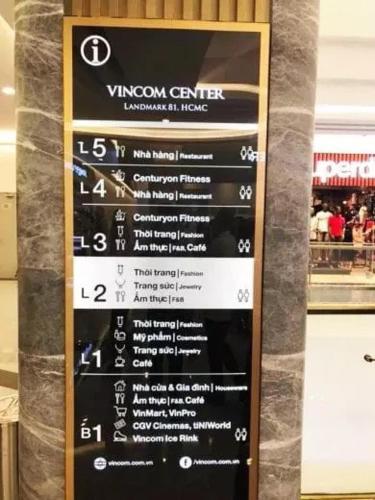 i
VINCOM CENTER
LANDMARK 81, HCMC
L5
Nhà hàng | Restaurant
L4
Centuryon Fitness
Nhà hàng | Restaurant
L3
Centuryon Fitness
Thời trang | Fashion
Ẩm thực | F&B, Café
L2
Thời trang | Fashion
Trang sức | Jewelry
Ẩm thực | F&B
L1
Thời trang | Fashion
Mỹ phẩm | Cosmetics
Trang sức | Jewelry
Café
B1
Nhà cửa & Gia đình | Houseware
Ẩm thực | F&B, Café
VinMart, VinPro
CGV Cinemas, tiNiWorld
Vincom Ice Rink
vincom.com.vn
/vincom.com.vn